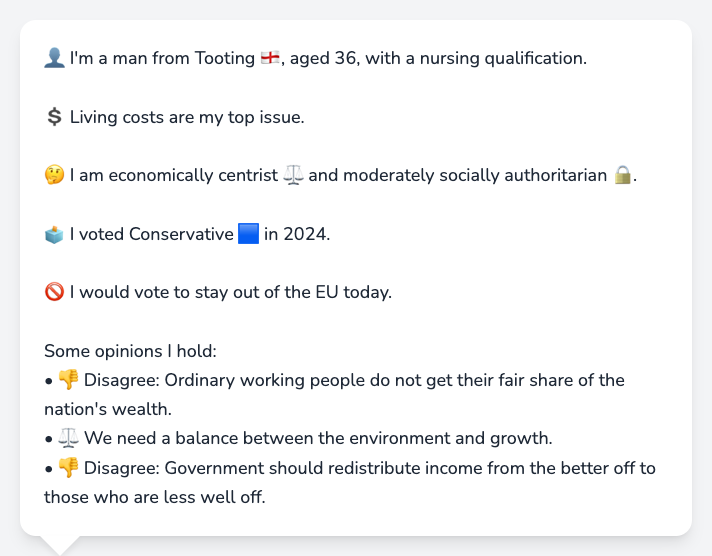 👤 I'm a man from Tooting 🏴󠁧󠁢󠁥󠁮󠁧󠁿, aged 36, with a nursing qualification.
💲 Living costs are my top issue.
🤔 I am economically centrist ⚖️ and moderately socially authoritarian 🔒.
🗳️ I voted Conservative 🟦 in 2024.
🚫 I would vote to stay out of the EU today.
Some opinions I hold:
• 👎 Disagree: Ordinary working people do not get their fair share of the
nation's wealth.
• ⚖️ We need a balance between the environment and growth.
• 👎 Disagree: Government should redistribute income from the better off to
those who are less well off.